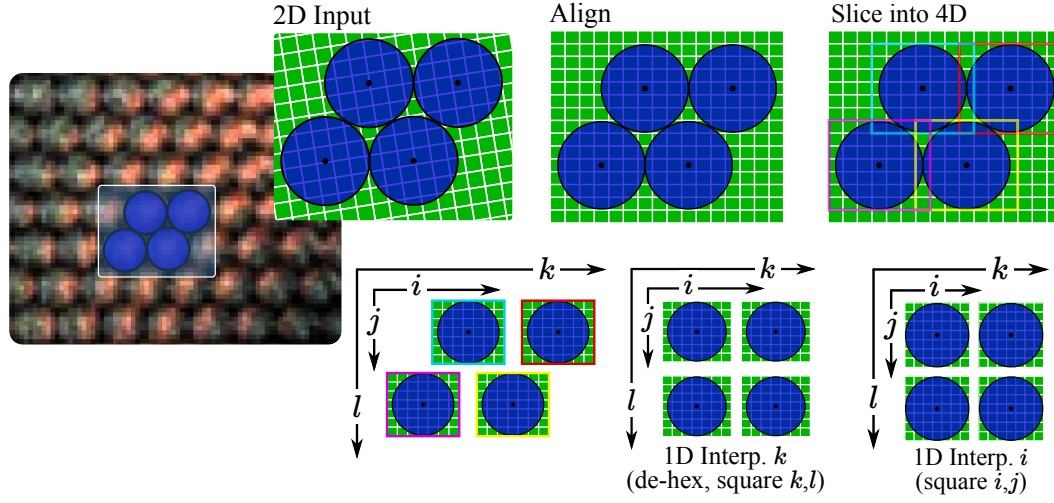 2D Input
Align
Slice into 4D
k
i
j
l
k
i
j
l
1D Interp. k
(de-hex, square k,l)
k
i
j
l
1D Interp. i
(square i,j)